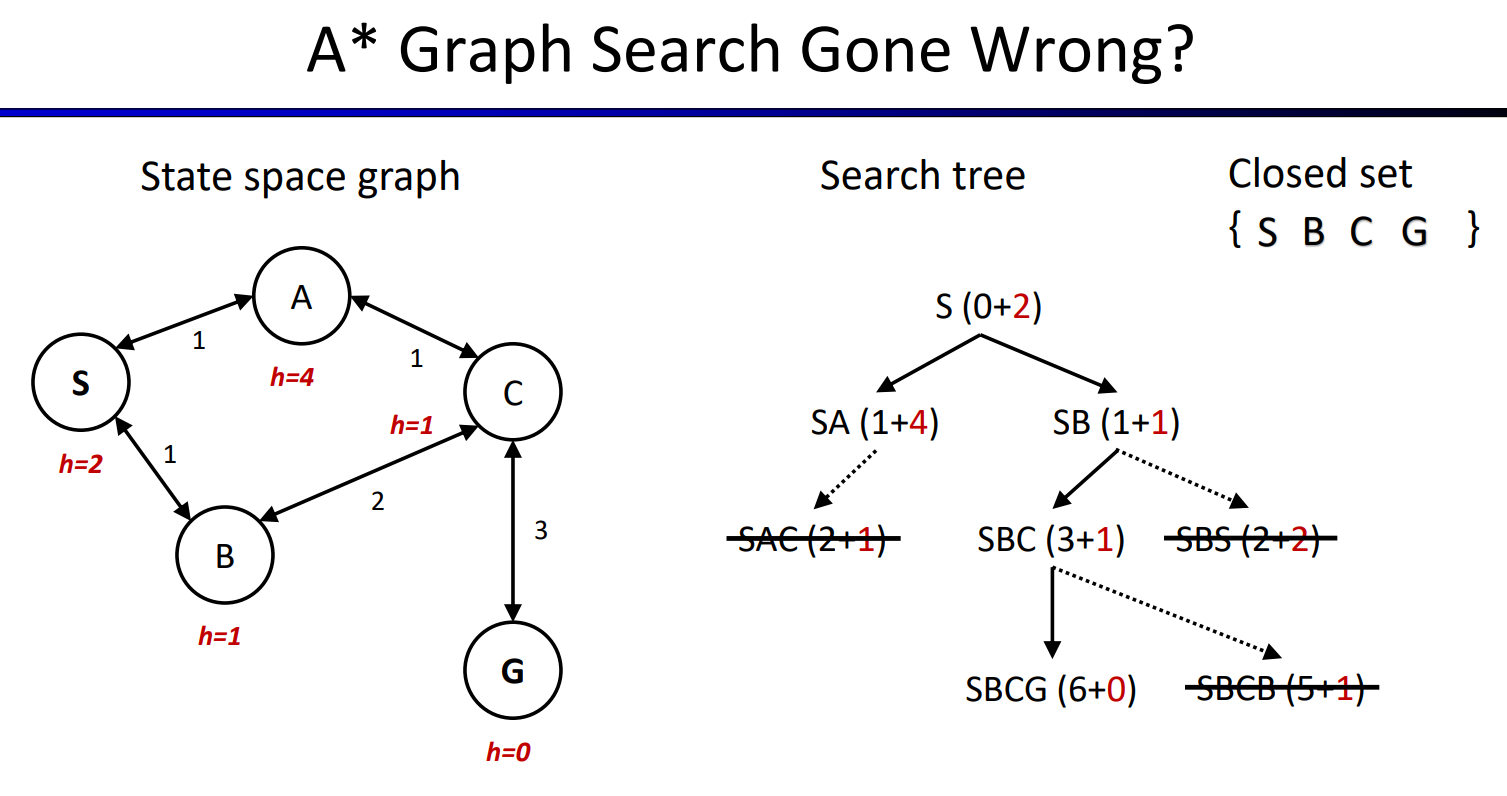 A* Graph Search Gone Wrong?
State space graph
S
h=2
A
h=4
C
h=1
B
h=1
G
h=0
1
1
1
2
3
Search tree
S (0+2)
SA (1+4) SB (1+1)
SAC (2+1) SBC (3+1) SBS (2+2)
SBCG (6+0) SBCB (5+1)
Closed set
{ S B C G }